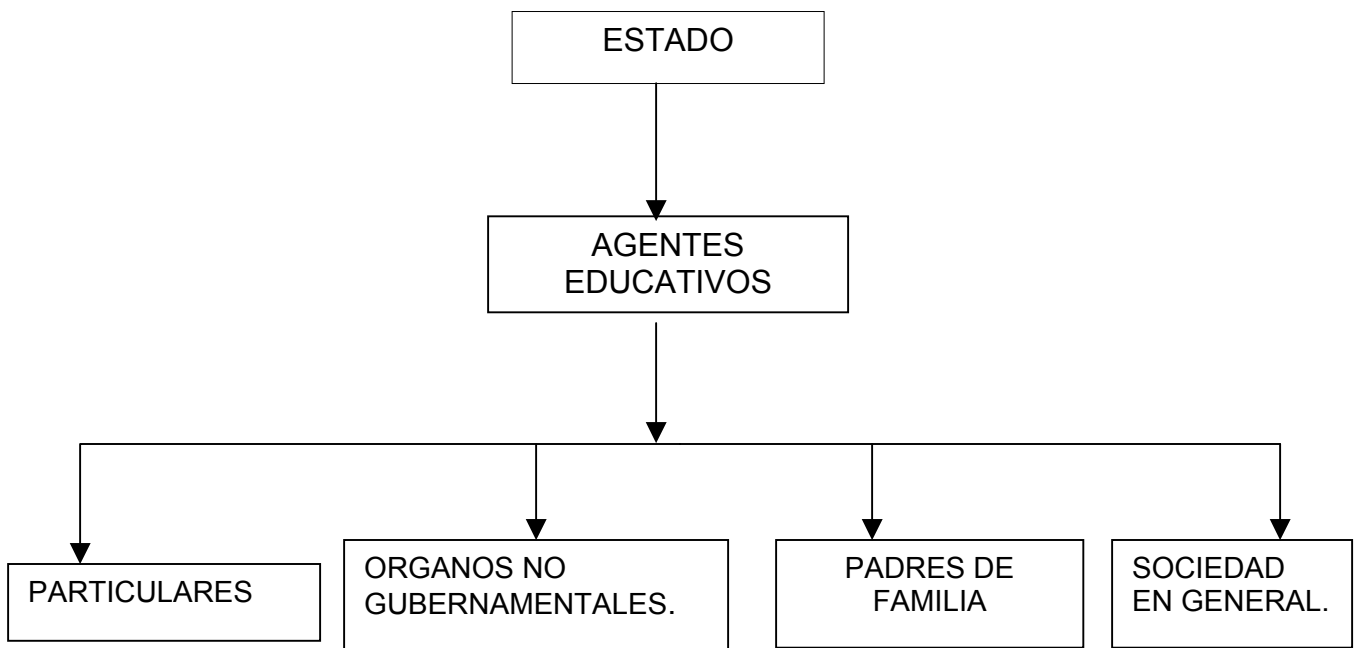 ESTADO
AGENTES
EDUCATIVOS
PARTICULARES
ORGANOS NO
GUBERNAMENTALES.
PADRES DE
FAMILIA
SOCIEDAD
EN GENERAL.